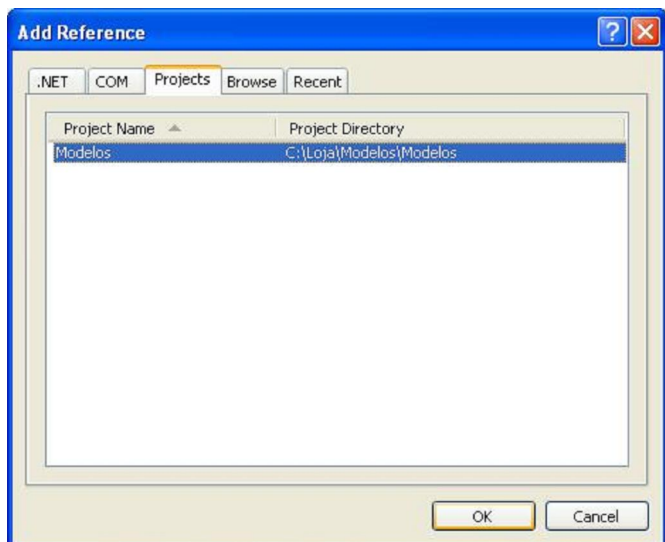 Add Reference
.NET COM Projects Browse Recent
Project Name Project Directory
Modelos C:\Loja\Modelos\Modelos
OK Cancel